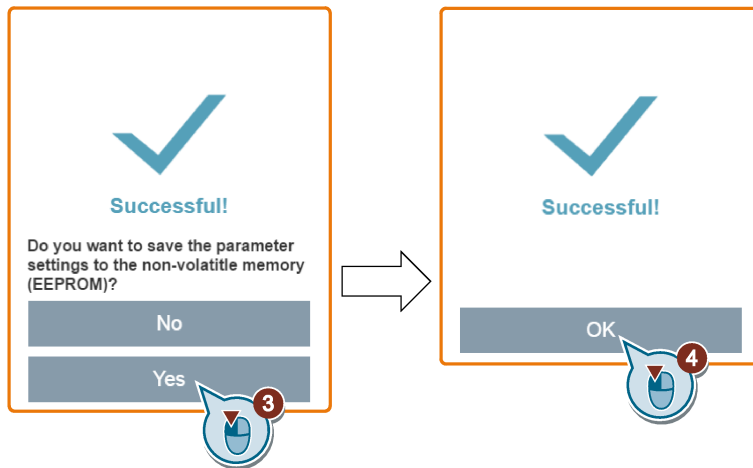 Successful!
Do you want to save the parameter
settings to the non-volatitle memory
(EEPROM)?
No
Yes
3
Successful!
OK
4